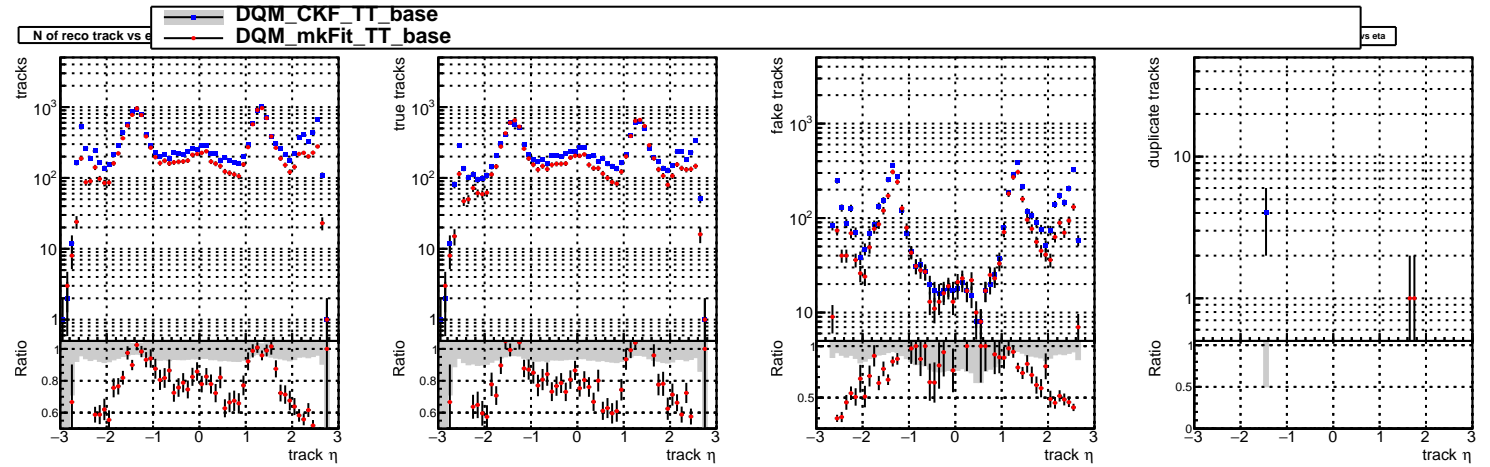 DQM_CKF_TT_base
DQM_mkFit_TT_base
N of reco track vs e
vs eta
tracks
10³
10²
10
1
Ratio
1
0.8
0.6
−3 −2 −1 0 1 2 3
track η
true tracks
10³
10²
10
1
Ratio
1
0.8
0.6
−3 −2 −1 0 1 2 3
track η
fake tracks
10³
10²
10
Ratio
1
0.5
−3 −2 −1 0 1 2 3
track η
duplicate tracks
10
1
Ratio
1
0.5
0
−3 −2 −1 0 1 2 3
track η